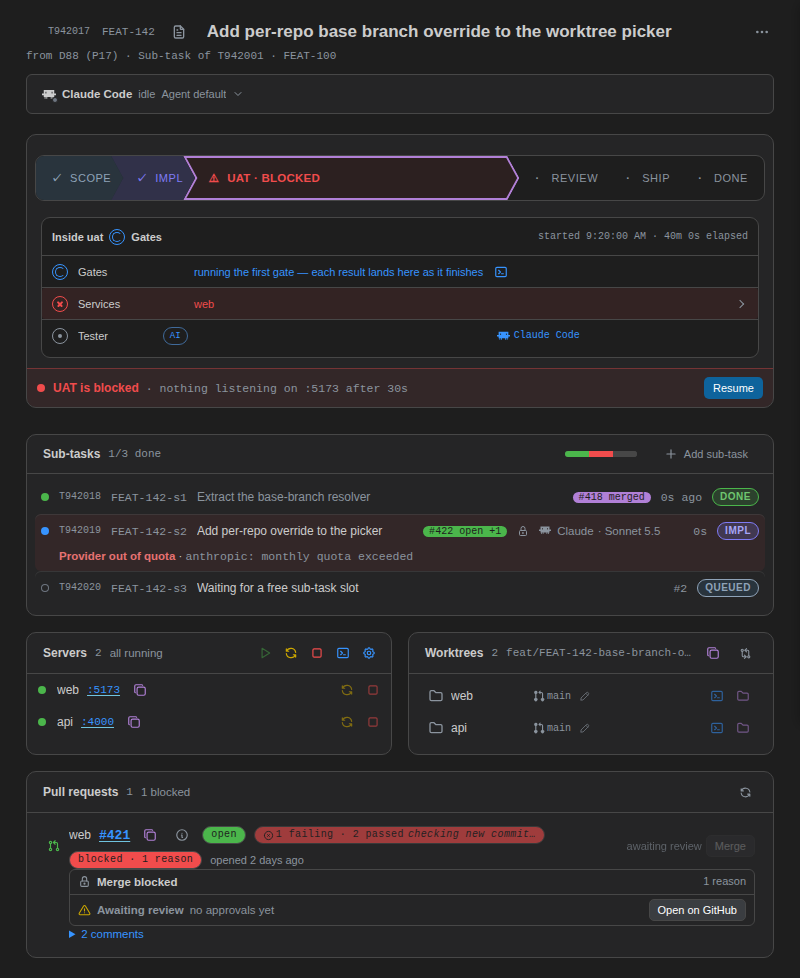 T942017 FEAT-142 Add per-repo base branch override to the worktree picker
from D88 (P17) · Sub-task of T942001 · FEAT-100
Claude Code idle Agent default
SCOPE IMPL UAT · BLOCKED · REVIEW · SHIP · DONE
Inside uat Gates started 9:20:00 AM · 40m 0s elapsed
Gates running the first gate — each result lands here as it finishes
Services web
Tester AI Claude Code
UAT is blocked · nothing listening on :5173 after 30s Resume
Sub-tasks 1/3 done Add sub-task
T942018 FEAT-142-s1 Extract the base-branch resolver #418 merged 0s ago DONE
T942019 FEAT-142-s2 Add per-repo override to the picker #422 open +1 Claude · Sonnet 5.5 0s IMPL
Provider out of quota · anthropic: monthly quota exceeded
T942020 FEAT-142-s3 Waiting for a free sub-task slot #2 QUEUED
Servers 2 all running
web :5173
api :4000
Worktrees 2 feat/FEAT-142-base-branch-o…
web main
api main
Pull requests 1 1 blocked
web #421 open 1 failing · 2 passed checking new commit…
blocked · 1 reason opened 2 days ago
awaiting review Merge
Merge blocked 1 reason
Awaiting review no approvals yet Open on GitHub
2 comments